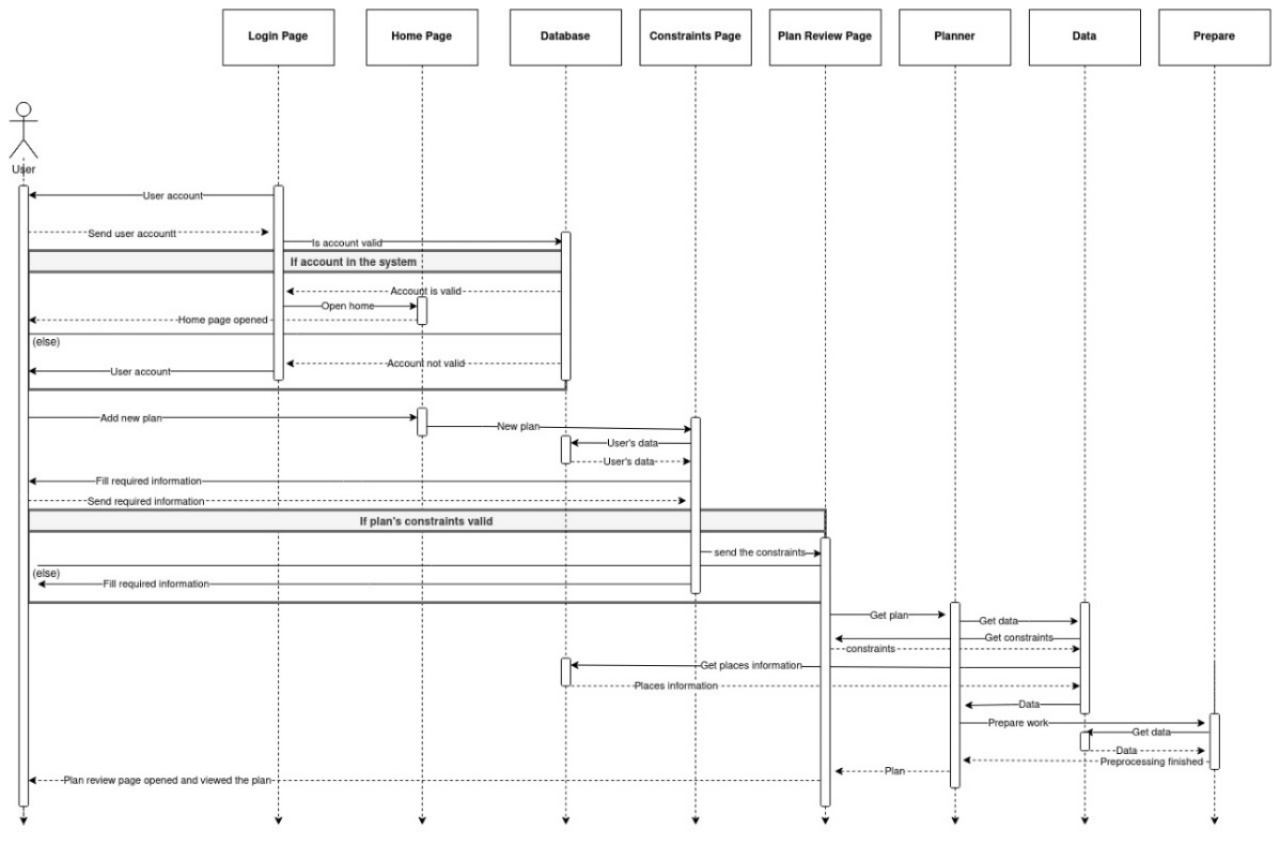 Login Page
Home Page
Database
Constraints Page
Plan Review Page
Planner
Data
Prepare
User
User account
Send user accountt
Is account valid
If account in the system
Account is valid
Open home
Home page opened
(else)
Account not valid
User account
Add new plan
New plan
User's data
User's data
Fill required information
Send required information
If plan's constraints valid
send the constraints
(else)
Fill required information
Get plan
Get data
Get constraints
constraints
Get places information
Places information
Data
Prepare work
Get data
Data
Preprocessing finished
Plan
Plan review page opened and viewed the plan